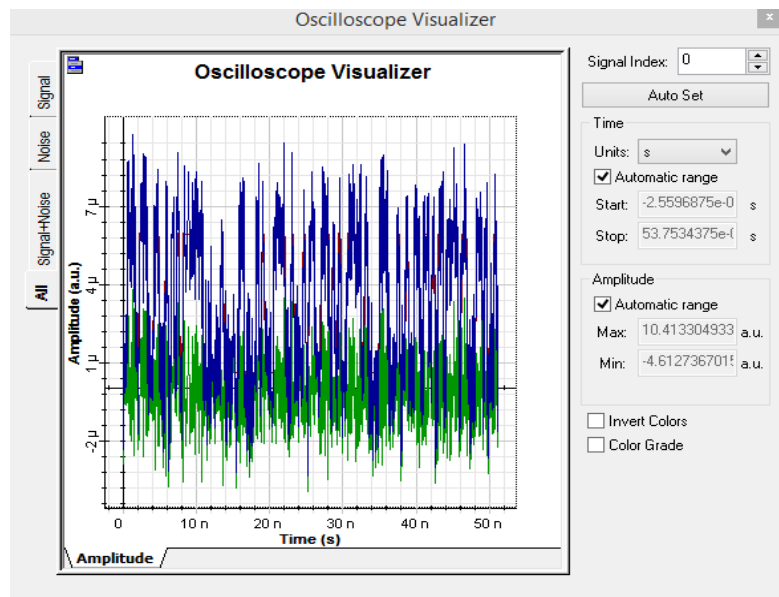 Oscilloscope Visualizer
x
Signal Index: 0
Auto Set
Time
Units: s
Automatic range
Start: -2.5596875e-0 s
Stop: 53.7534375e-( s
Amplitude
Automatic range
Max: 10.413304933 a.u.
Min: -4.6127367015 a.u.
Invert Colors
Color Grade
Signal
Noise
Signal+Noise
All
Oscilloscope Visualizer
Amplitude (a.u.)
7 µ
4 µ
1 µ
-2 µ
0 10 n 20 n 30 n 40 n 50 n
Time (s)
Amplitude